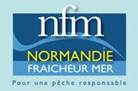 nfm
NORMANDIE
FRAICHEUR MER
Pour une pêche responsable